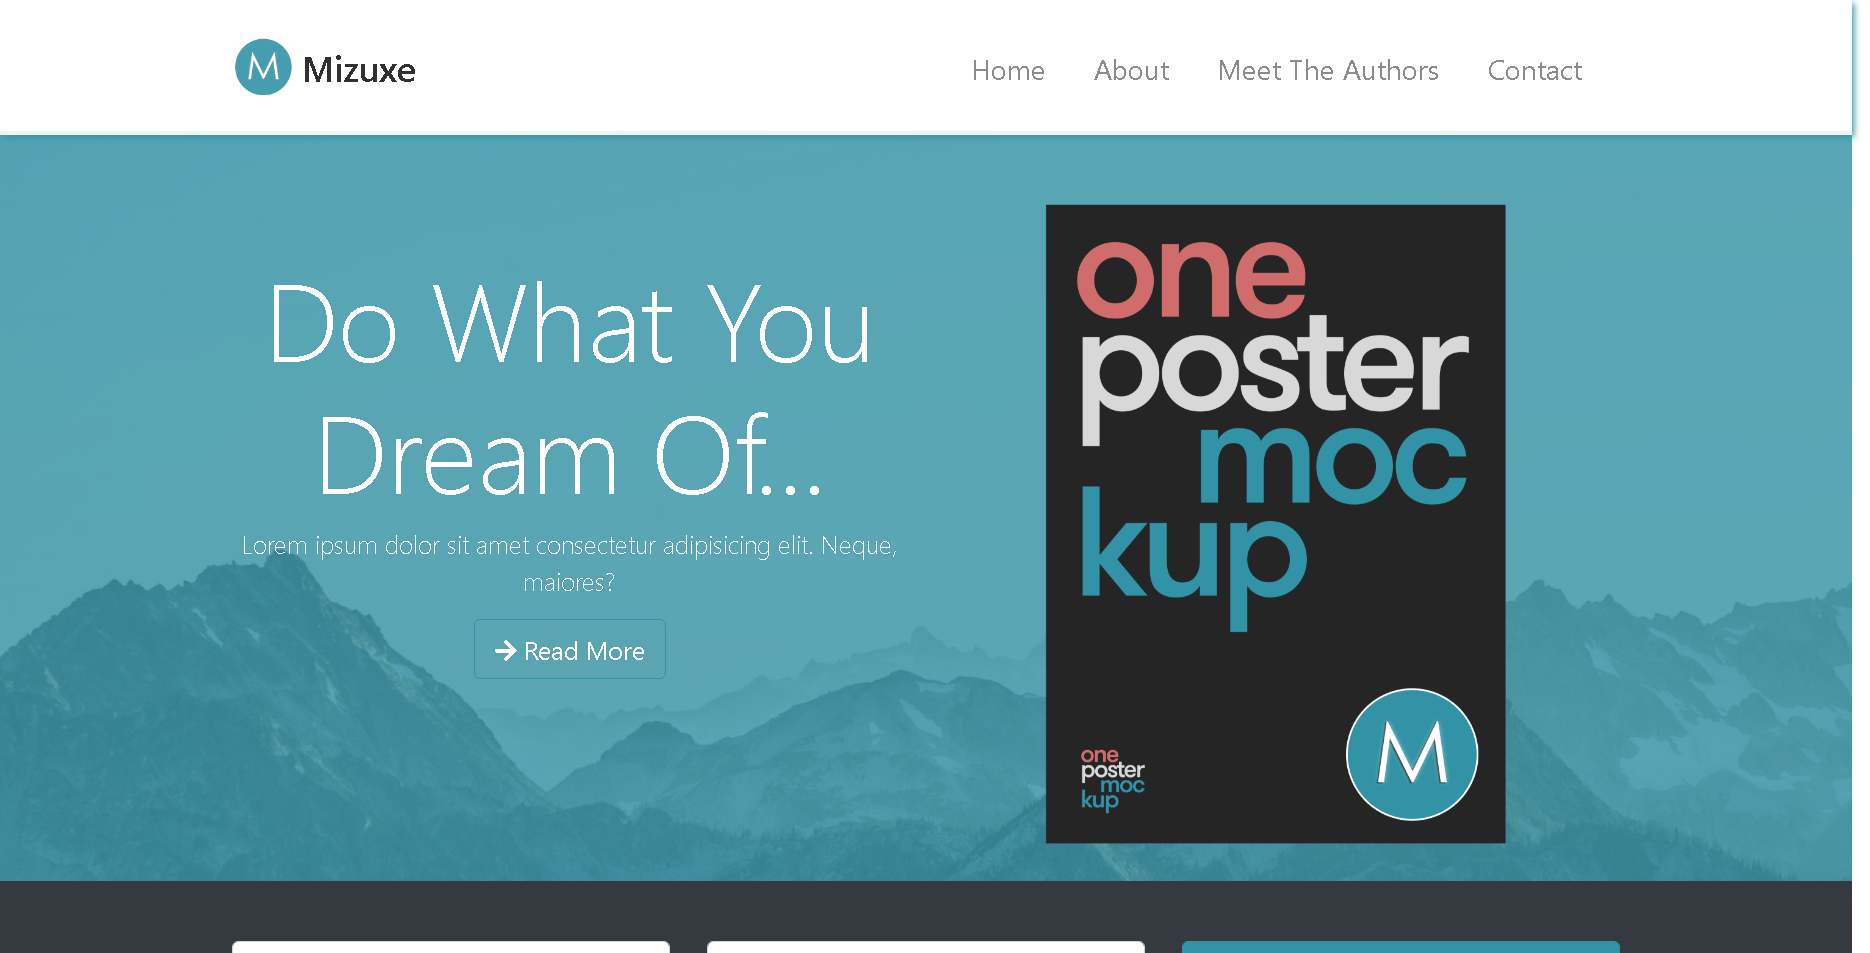 M Mizuxe
Home About Meet The Authors Contact
Do What You
Dream Of...
Lorem ipsum dolor sit amet consectetur adipisicing elit. Neque,
maiores?
Read More
one
poster
moc
kup
one
poster
moc
kup
M